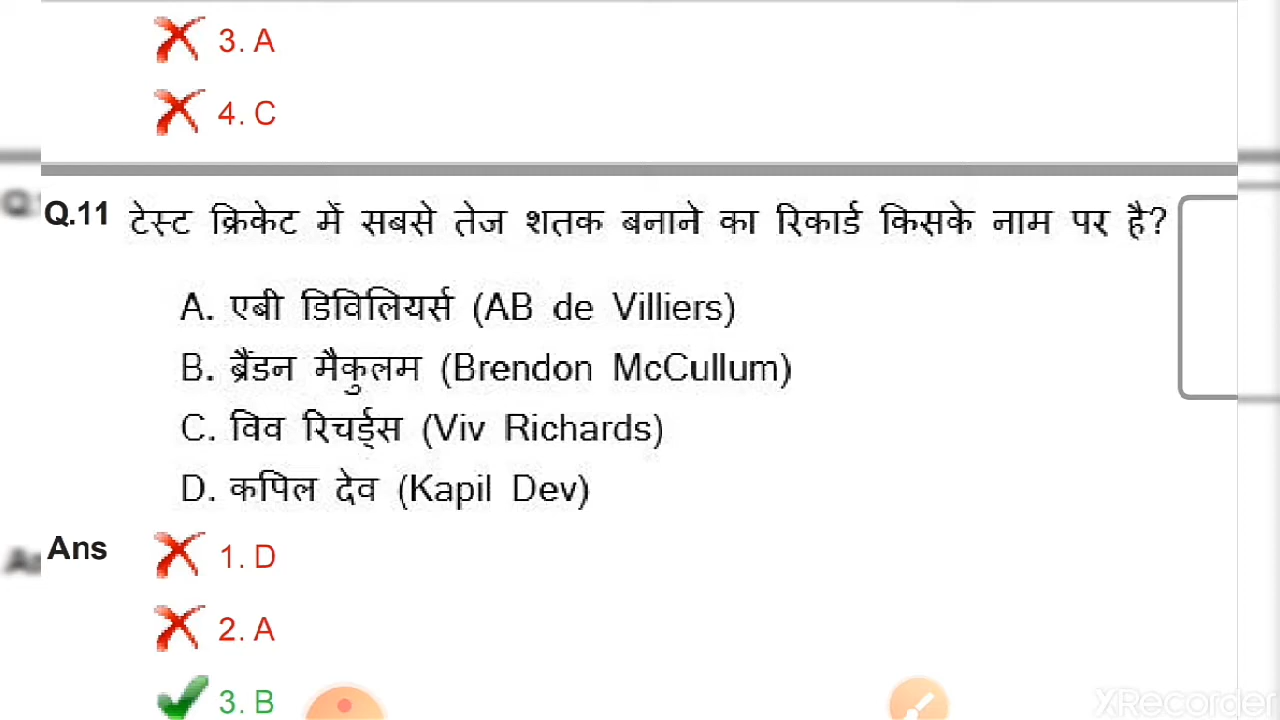 3. A
4. C
Q.11 टेस्ट क्रिकेट में सबसे तेज शतक बनाने का रिकार्ड किसके नाम पर है?
A. एबी डिविलियर्स (AB de Villiers)
B. ब्रैंडन मैकुलम (Brendon McCullum)
C. विव रिचर्ड्स (Viv Richards)
D. कपिल देव (Kapil Dev)
Ans 1. D
2. A
3. B
XRecorder